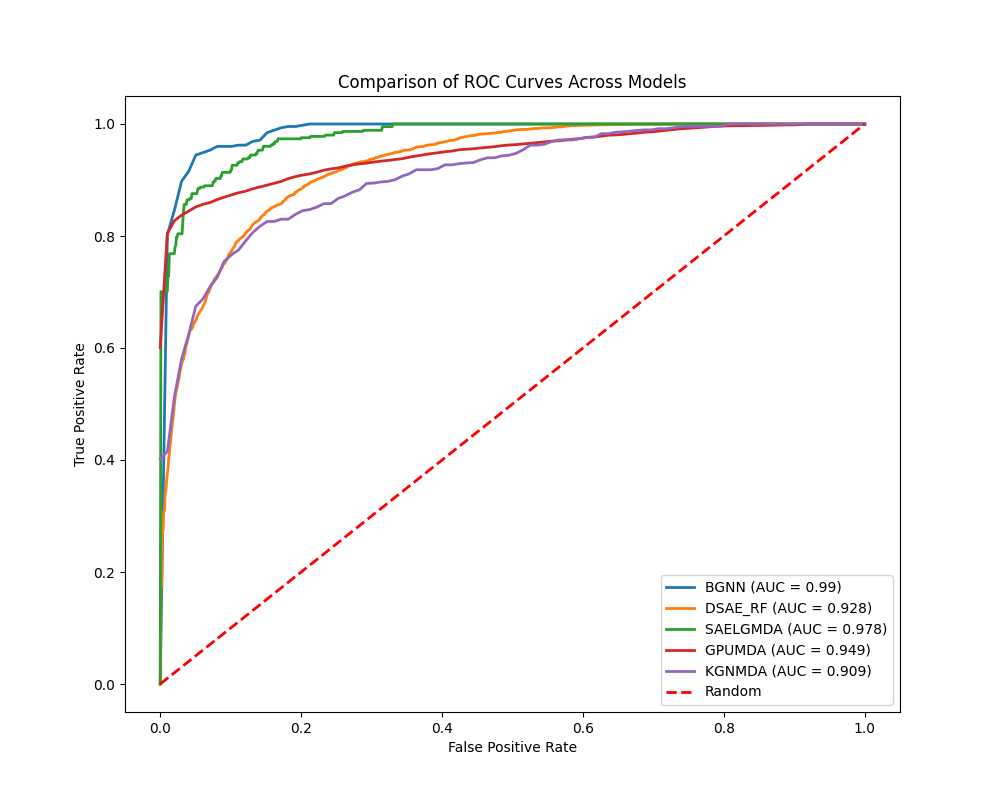 Comparison of ROC Curves Across Models
True Positive Rate
1.0
0.8
0.6
0.4
0.2
0.0
BGNN (AUC = 0.99)
DSAE_RF (AUC = 0.928)
SAELGMDA (AUC = 0.978)
GPUMDA (AUC = 0.949)
KGNMDA (AUC = 0.909)
Random
0.0 0.2 0.4 0.6 0.8 1.0
False Positive Rate